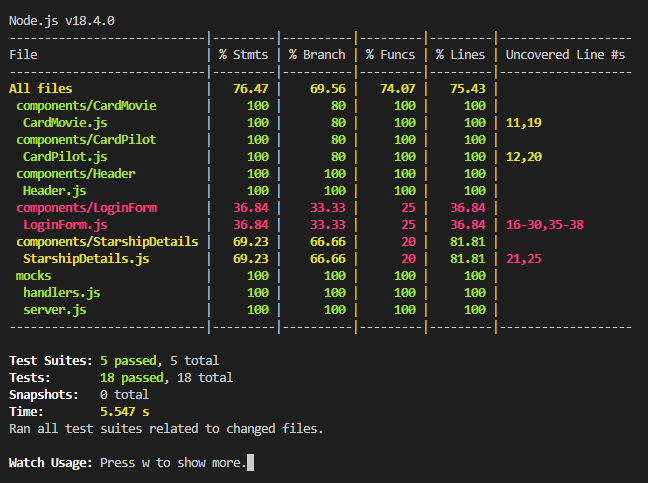 Node.js v18.4.0
---------------------------|---------|----------|---------|---------|-------------------
File                       | % Stmts | % Branch | % Funcs | % Lines | Uncovered Line #s
---------------------------|---------|----------|---------|---------|-------------------
All files                  |   76.47 |    69.56 |   74.07 |   75.43 |
 components/CardMovie      |     100 |       80 |     100 |     100 |
  CardMovie.js             |     100 |       80 |     100 |     100 | 11,19
 components/CardPilot      |     100 |       80 |     100 |     100 |
  CardPilot.js             |     100 |       80 |     100 |     100 | 12,20
 components/Header         |     100 |      100 |     100 |     100 |
  Header.js                |     100 |      100 |     100 |     100 |
 components/LoginForm      |   36.84 |    33.33 |      25 |   36.84 |
  LoginForm.js             |   36.84 |    33.33 |      25 |   36.84 | 16-30,35-38
 components/StarshipDetails |   69.23 |    66.66 |      20 |   81.81 |
  StarshipDetails.js       |   69.23 |    66.66 |      20 |   81.81 | 21,25
 mocks                     |     100 |      100 |     100 |     100 |
  handlers.js              |     100 |      100 |     100 |     100 |
  server.js                |     100 |      100 |     100 |     100 |
---------------------------|---------|----------|---------|---------|-------------------
Test Suites: 5 passed, 5 total
Tests:       18 passed, 18 total
Snapshots:   0 total
Time:        5.547 s
Ran all test suites related to changed files.
Watch Usage: Press w to show more.